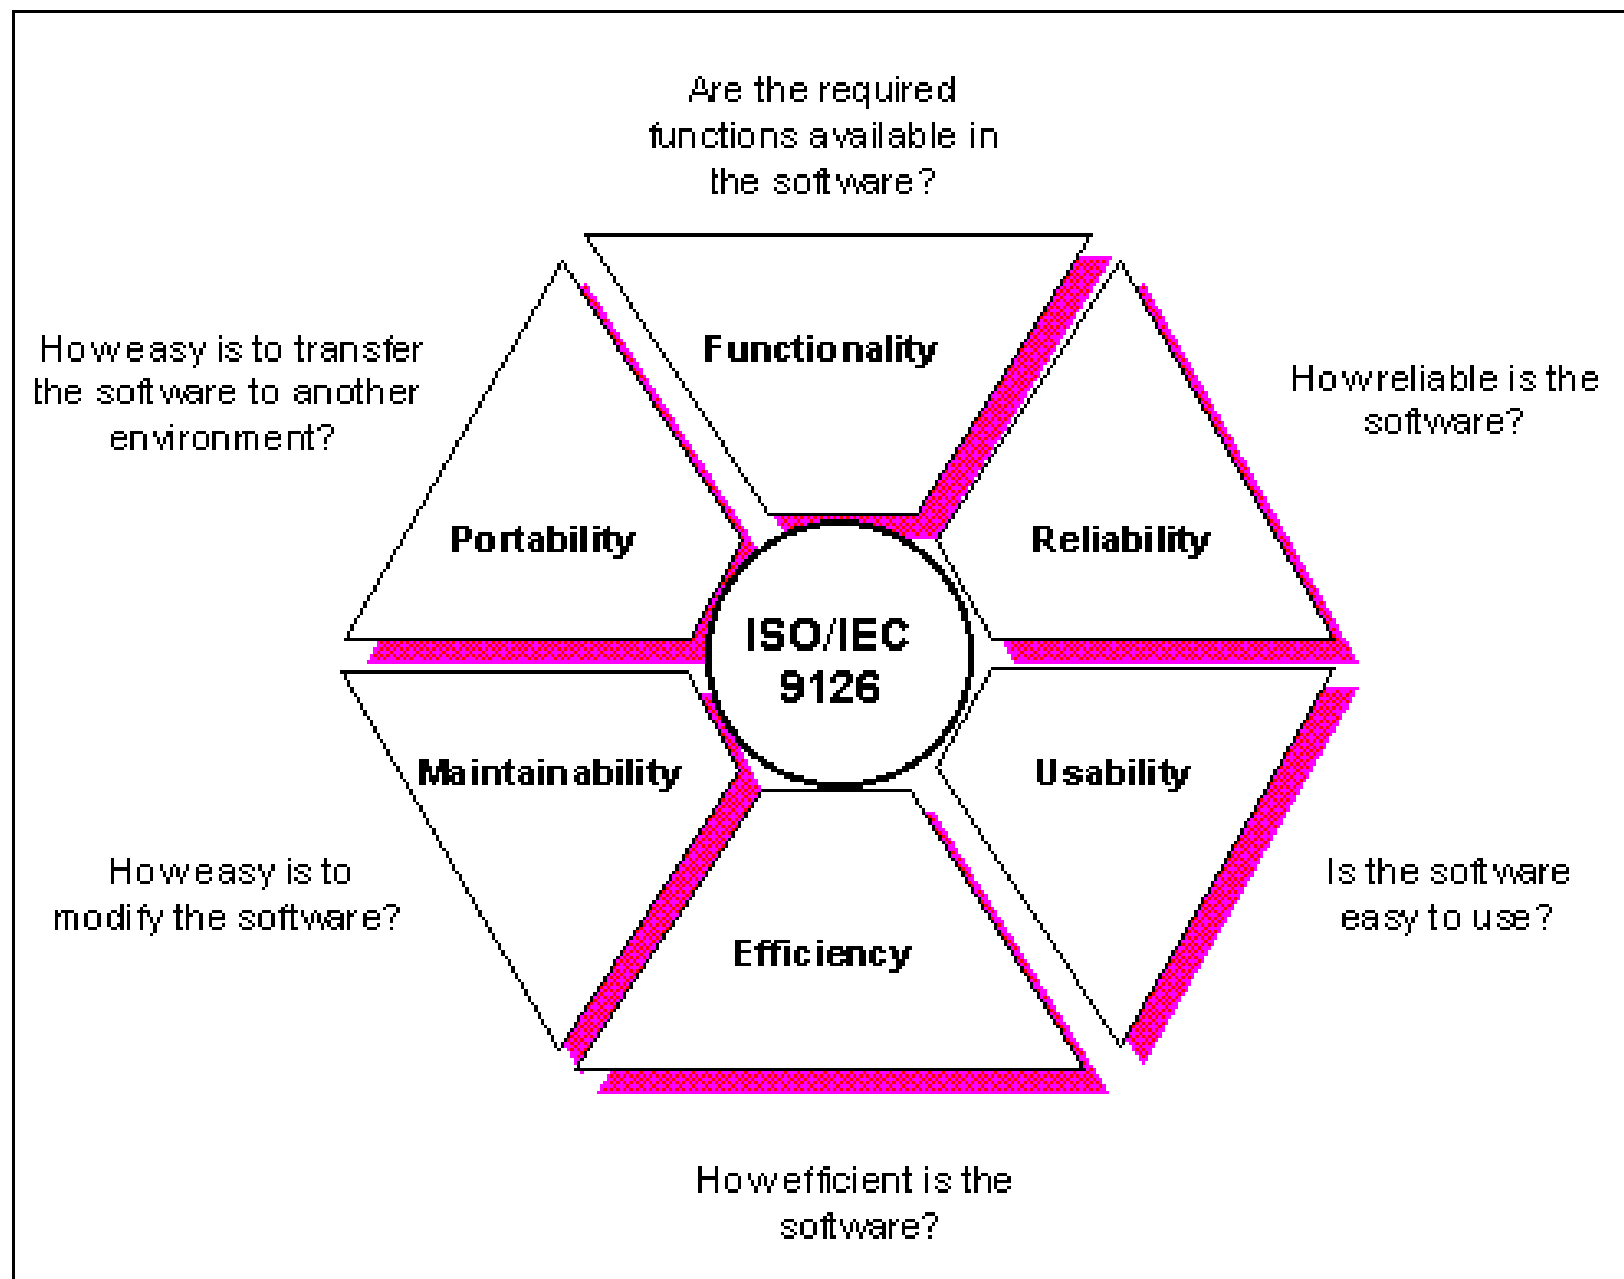 Are the required
functions available in
the software?
Functionality
How easy is to transfer
the software to another
environment?
How reliable is the
software?
Portability
Reliability
ISO/IEC
9126
Maintainability
Usability
How easy is to
modify the software?
Is the software
easy to use?
Efficiency
How efficient is the
software?